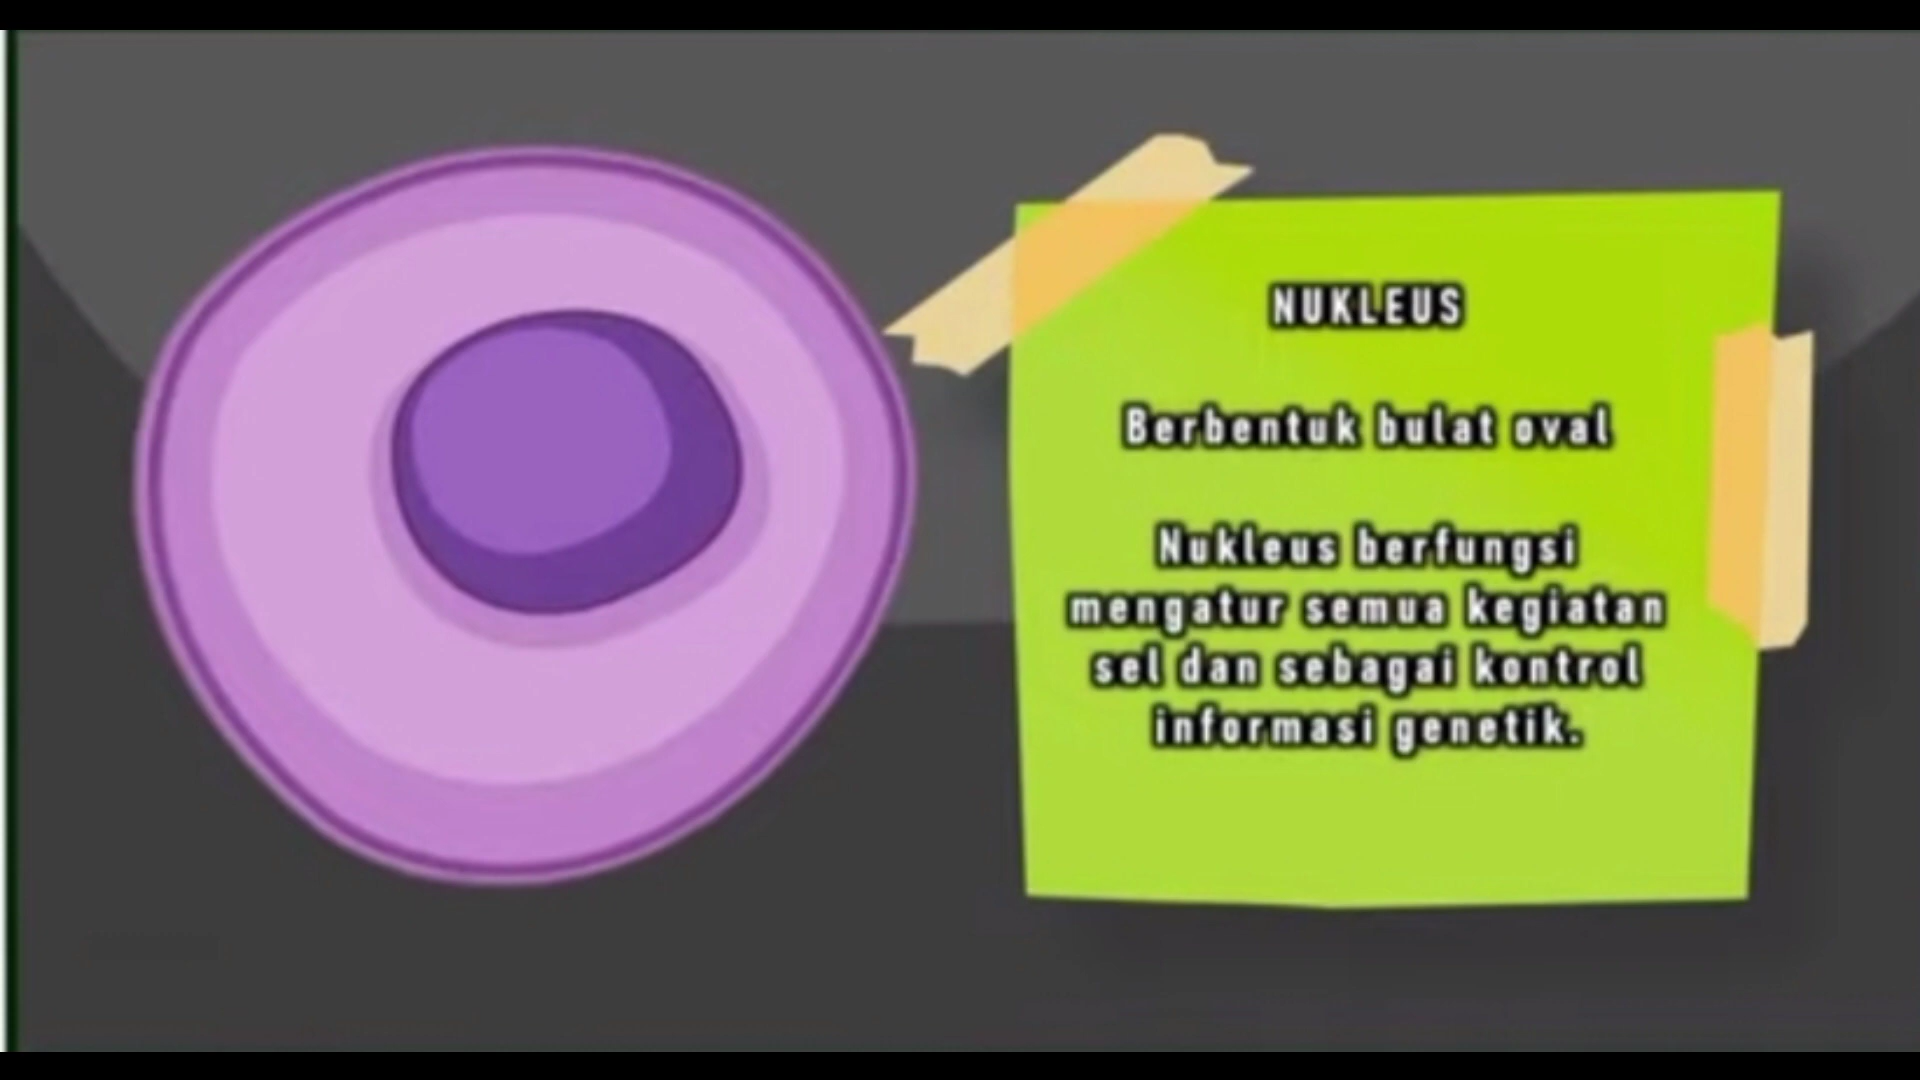 NUKLEUS
Berbentuk bulat oval
Nukleus berfungsi
mengatur semua kegiatan
sel dan sebagai kontrol
informasi genetik.